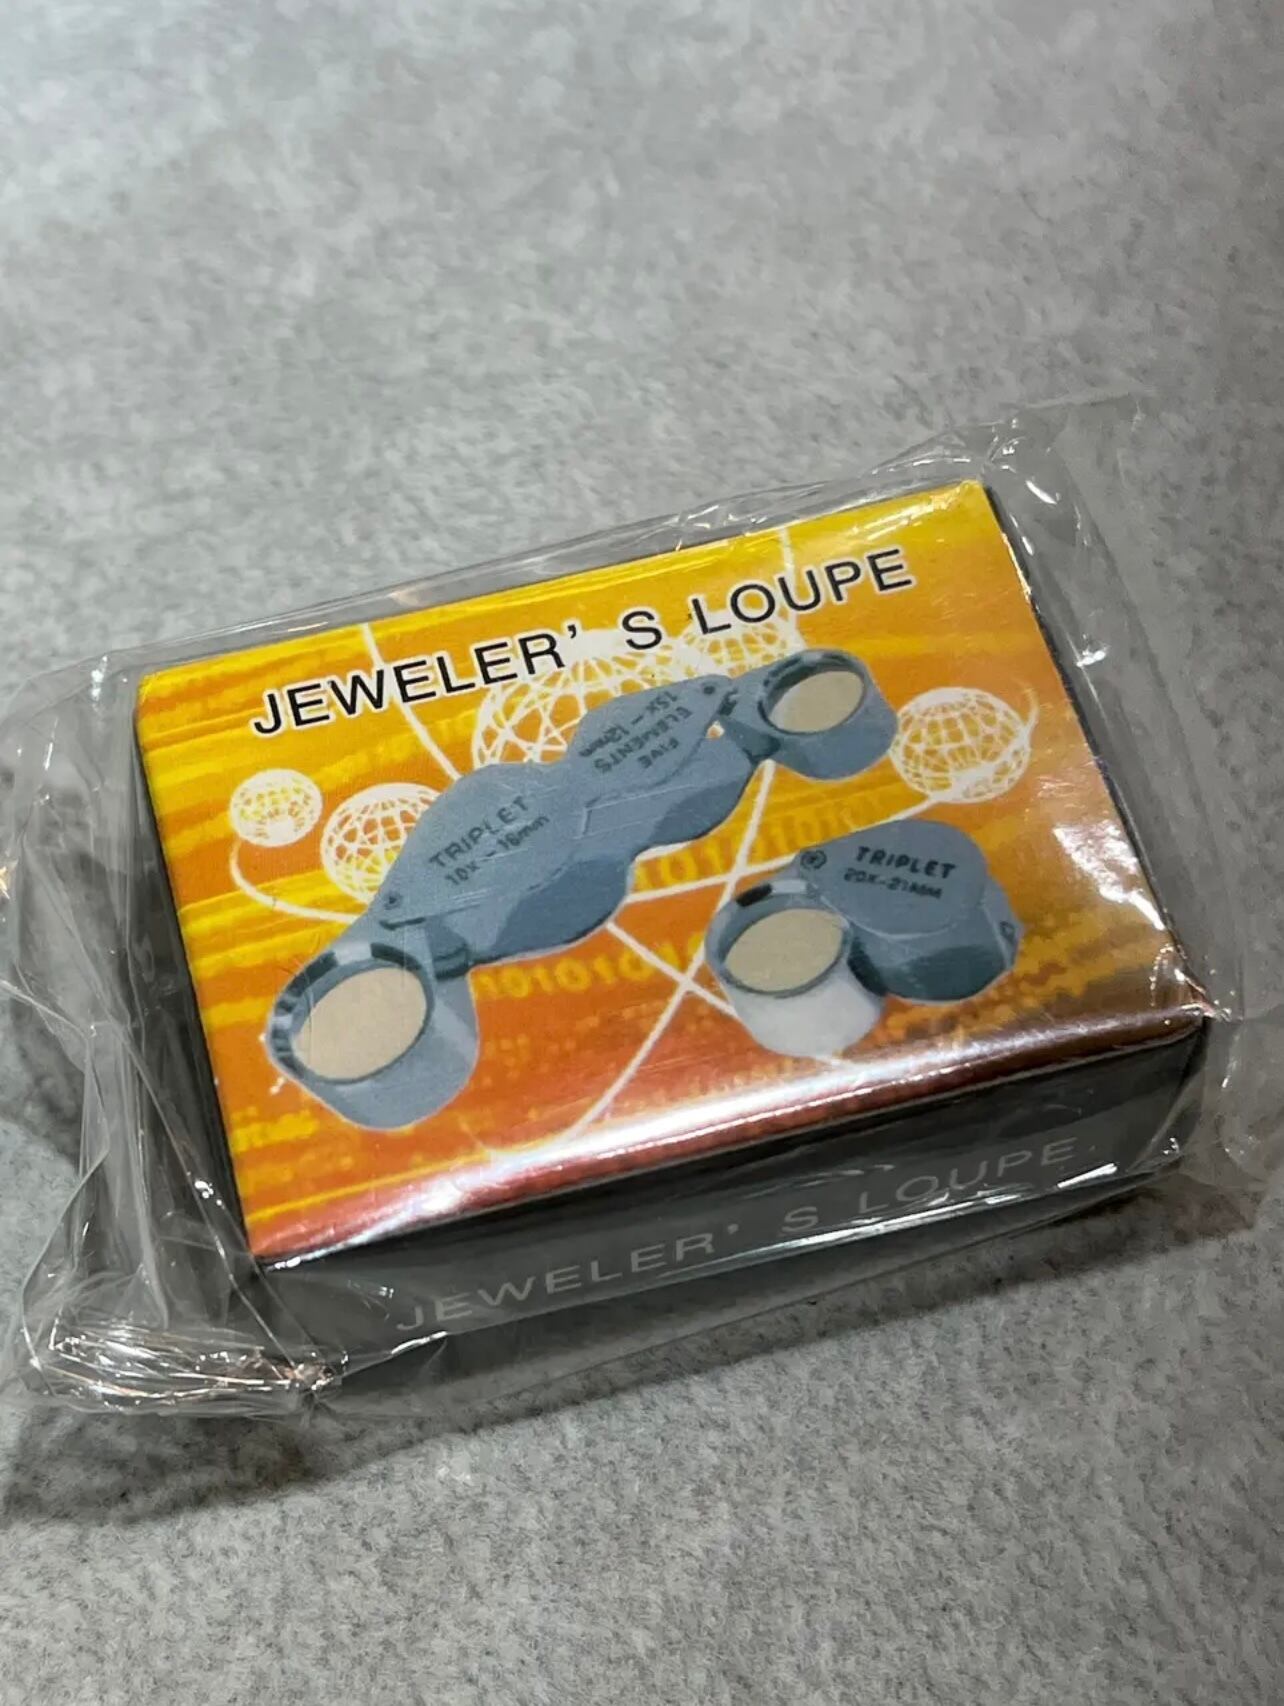 JEWELER' S LOUPE
15X - 12mm
ELEMENTS
FIVE
TRIPLET
10x - 18mm
TRIPLET
20X-21MM
JEWELER' S LOUPE